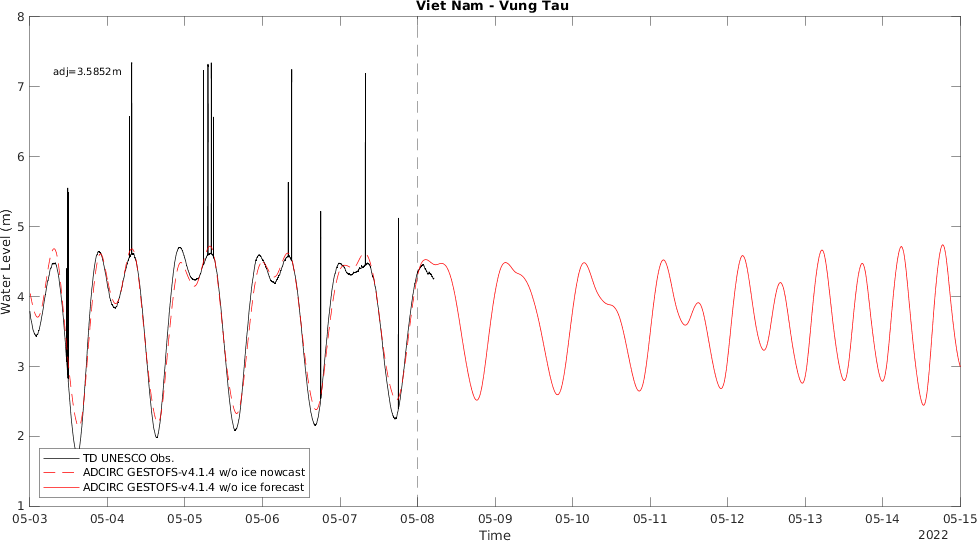 Viet Nam - Vung Tau
8
adj=3.5852m
7
6
5
Water Level (m)
4
3
2
TD UNESCO Obs.
ADCIRC GESTOFS-v4.1.4 w/o ice nowcast
ADCIRC GESTOFS-v4.1.4 w/o ice forecast
1
05-03 05-04 05-05 05-06 05-07 05-08 05-09 05-10 05-11 05-12 05-13 05-14 05-15
Time
2022